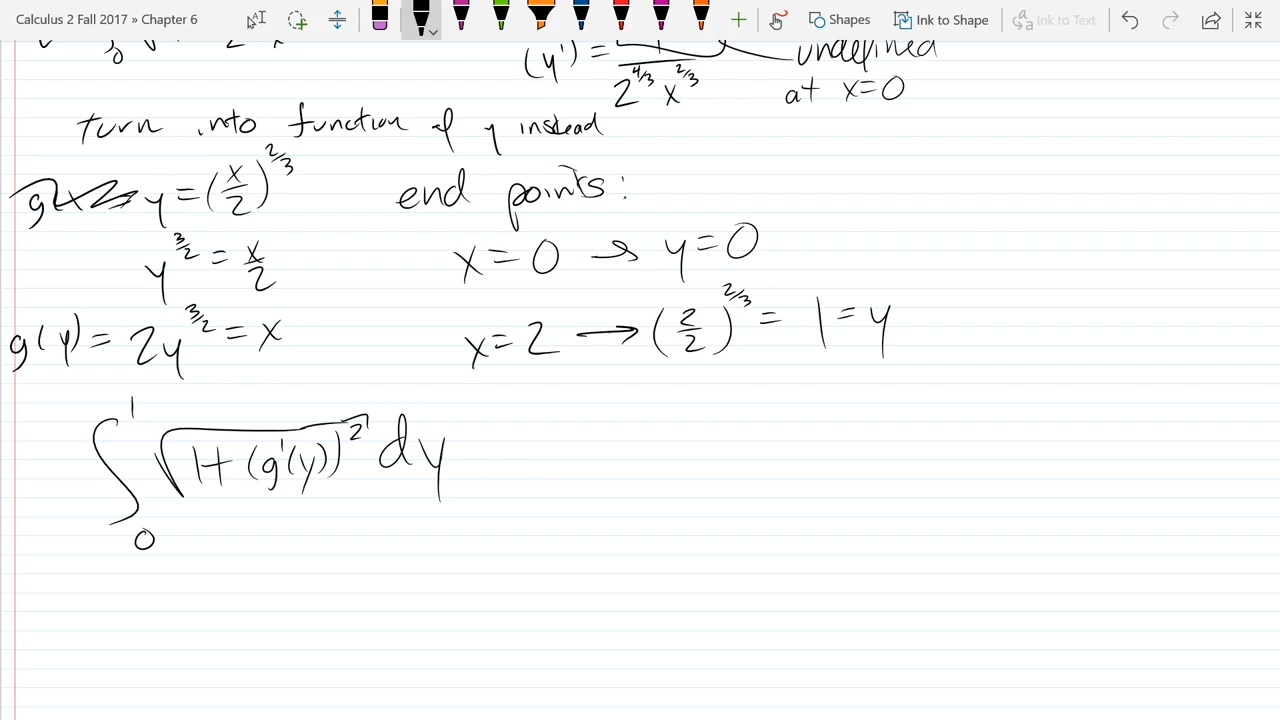 Calculus 2 Fall 2017 » Chapter 6 Shapes Ink to Shape Ink to Text
(y') = 1 / 2^(4/3) x^(2/3) undefined
at x=0
turn into function of y instead
y = (x/2)^(2/3) end points:
y^(3/2) = x/2 x = 0 → y = 0
g(y) = 2y^(3/2) = x x = 2 → (2/2)^(2/3) = 1 = y
∫_0^1 √(1+(g'(y))^2) dy